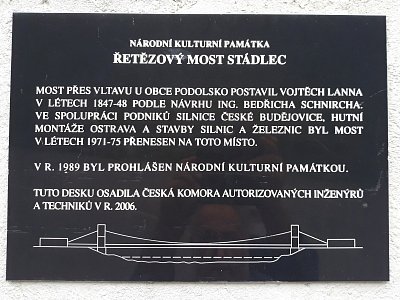 NÁRODNÍ KULTURNÍ PAMÁTKA
ŘETĚZOVÝ MOST STÁDLEC
MOST PŘES VLTAVU U OBCE PODOLSKO POSTAVIL VOJTĚCH LANNA
V LÉTECH 1847-48 PODLE NÁVRHU ING. BEDŘICHA SCHNIRCHA.
VE SPOLUPRÁCI PODNIKŮ SILNICE ČESKÉ BUDĚJOVICE, HUTNÍ
MONTÁŽE OSTRAVA A STAVBY SILNIC A ŽELEZNIC BYL MOST
V LÉTECH 1971-75 PŘENESEN NA TOTO MÍSTO.
V R. 1989 BYL PROHLÁŠEN NÁRODNÍ KULTURNÍ PAMÁTKOU.
TUTO DESKU OSADILA ČESKÁ KOMORA AUTORIZOVANÝCH INŽENÝRŮ
A TECHNIKŮ V R. 2006.